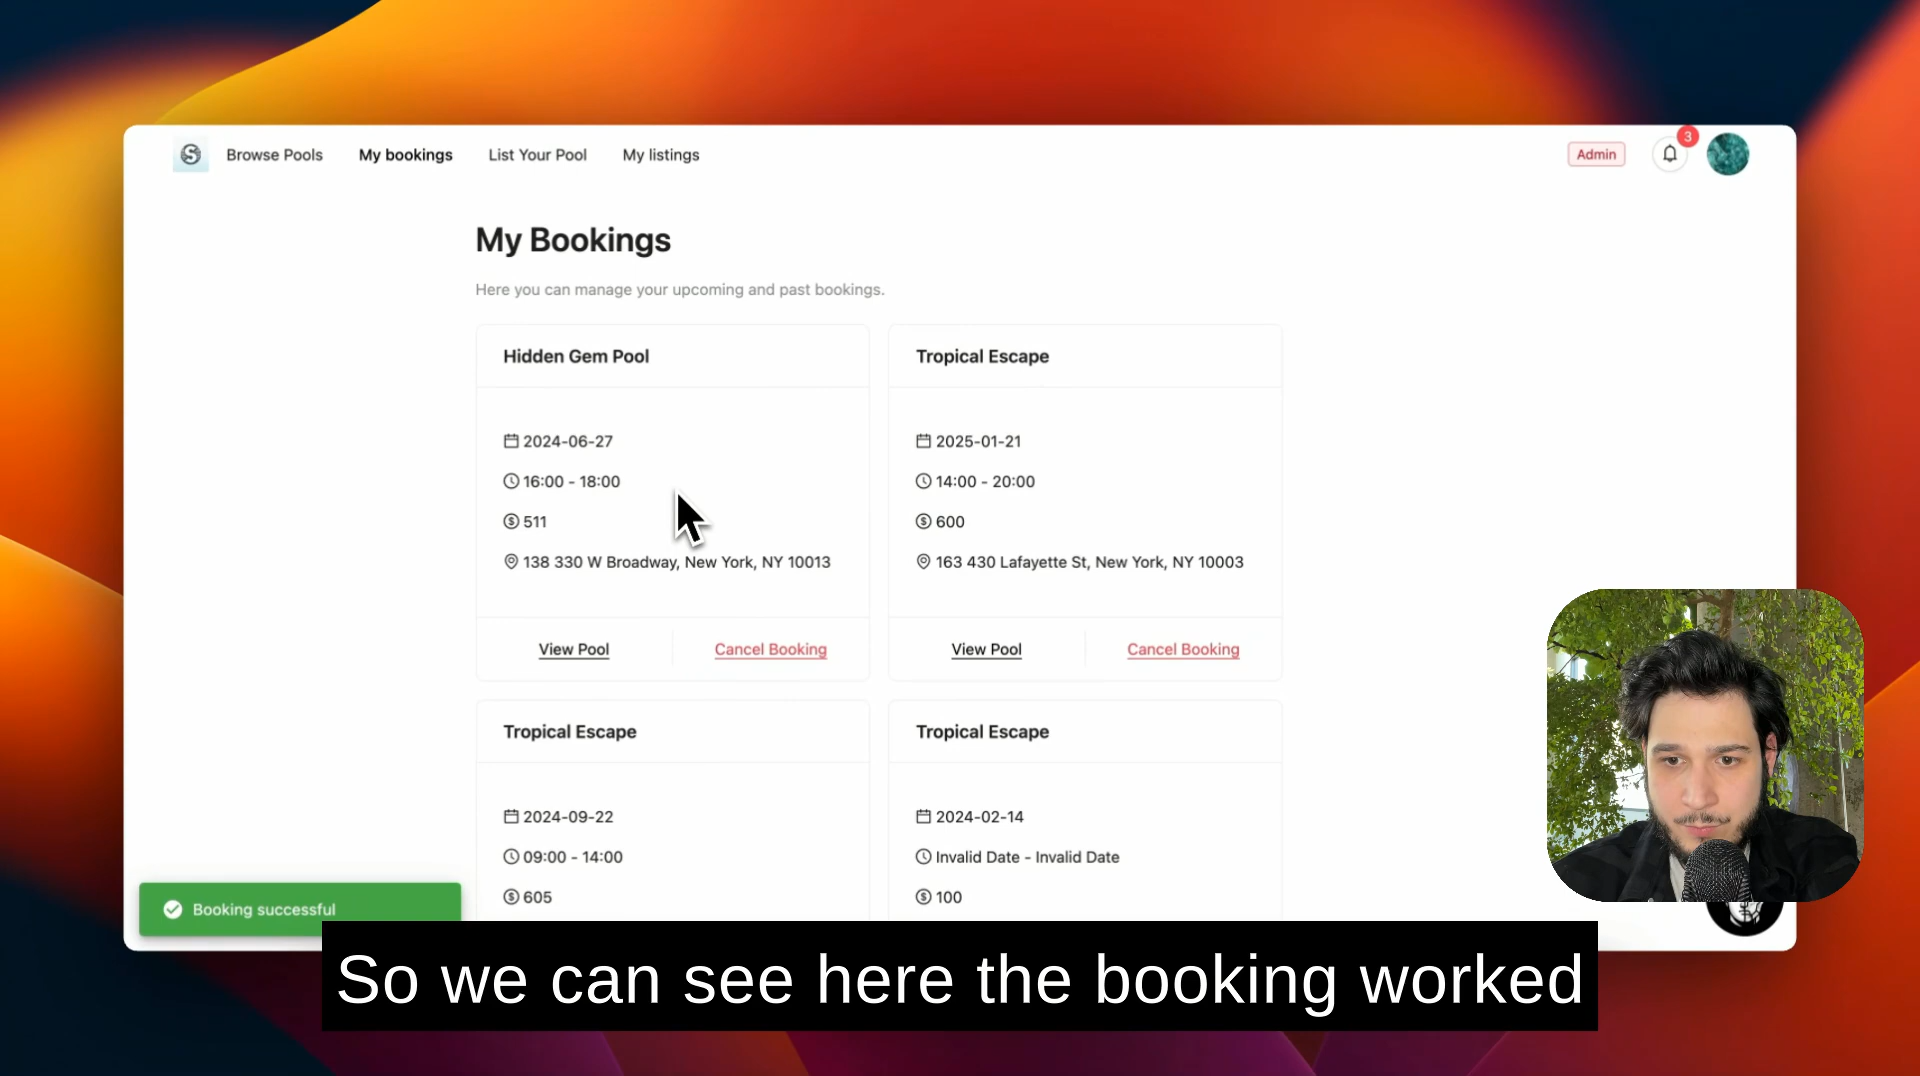 Browse Pools
My bookings
List Your Pool
My listings
Admin
3
My Bookings
Here you can manage your upcoming and past bookings.
Hidden Gem Pool
2024-06-27
16:00 - 18:00
511
138 330 W Broadway, New York, NY 10013
View Pool
Cancel Booking
Tropical Escape
2025-01-21
14:00 - 20:00
600
163 430 Lafayette St, New York, NY 10003
View Pool
Cancel Booking
Tropical Escape
2024-09-22
09:00 - 14:00
605
Tropical Escape
2024-02-14
Invalid Date - Invalid Date
100
Booking successful
So we can see here the booking worked